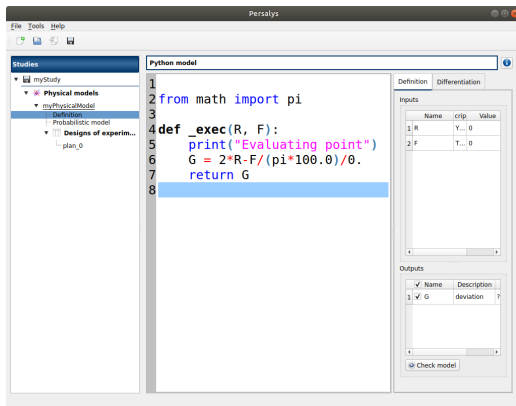 Persalys
File Tools Help
Studies
myStudy
Physical models
myPhysicalModel
Definition
Probabilistic model
Designs of experim...
plan_0
Python model
1
2 from math import pi
3
4 def _exec(R, F):
5     print("Evaluating point")
6     G = 2*R-F/(pi*100.0)/0.
7     return G
8
Definition Differentiation
Inputs
Name crip Value
1 R Y... 0
2 F T... 0
Outputs
Name Description
1 G deviation ?
Check model